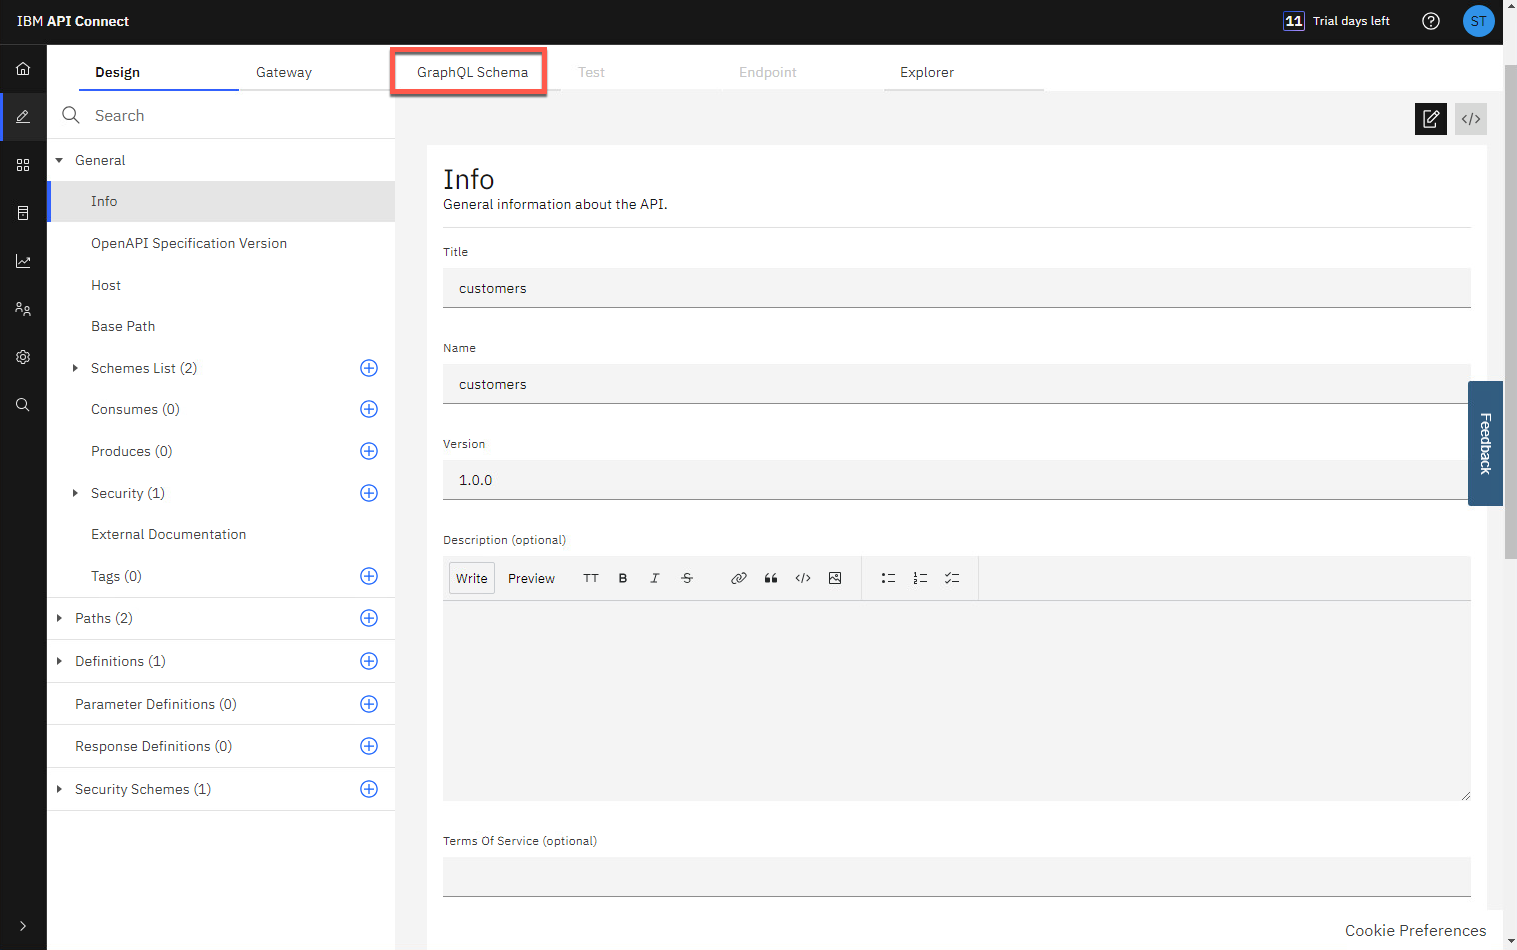 IBM API Connect
11 Trial days left
ST
Design Gateway GraphQL Schema Test Endpoint Explorer
Search
General
Info
OpenAPI Specification Version
Host
Base Path
Schemes List (2)
Consumes (0)
Produces (0)
Security (1)
External Documentation
Tags (0)
Paths (2)
Definitions (1)
Parameter Definitions (0)
Response Definitions (0)
Security Schemes (1)
Info
General information about the API.
Title
customers
Name
customers
Version
1.0.0
Description (optional)
Write Preview TT B I S
Terms Of Service (optional)
Feedback
Cookie Preferences